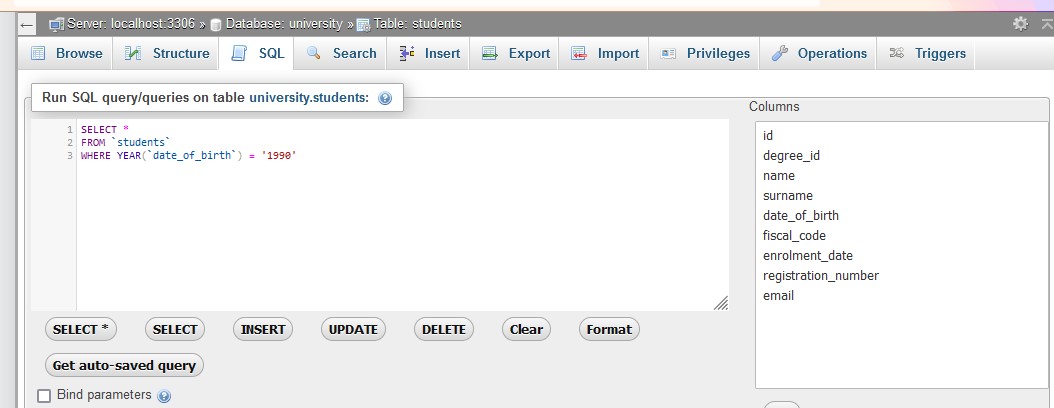 Server: localhost:3306 » Database: university » Table: students
Browse Structure SQL Search Insert Export Import Privileges Operations Triggers
Run SQL query/queries on table university.students:
Columns
1 SELECT *
2 FROM `students`
3 WHERE YEAR(`date_of_birth`) = '1990'
id
degree_id
name
surname
date_of_birth
fiscal_code
enrolment_date
registration_number
email
SELECT * SELECT INSERT UPDATE DELETE Clear Format
Get auto-saved query
Bind parameters